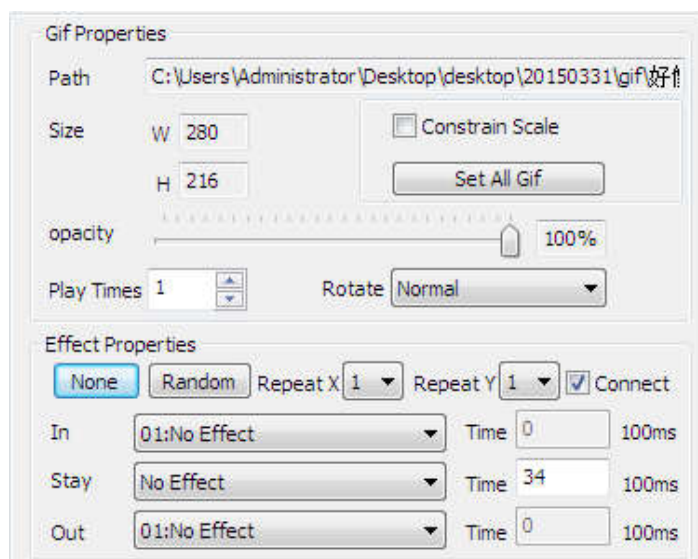 Gif Properties
Path C:\Users\Administrator\Desktop\desktop\20150331\gif\好
Size W 280 Constrain Scale
H 216 Set All Gif
opacity 100%
Play Times 1 Rotate Normal
Effect Properties
None Random Repeat X 1 Repeat Y 1 Connect
In 01:No Effect Time 0 100ms
Stay No Effect Time 34 100ms
Out 01:No Effect Time 0 100ms